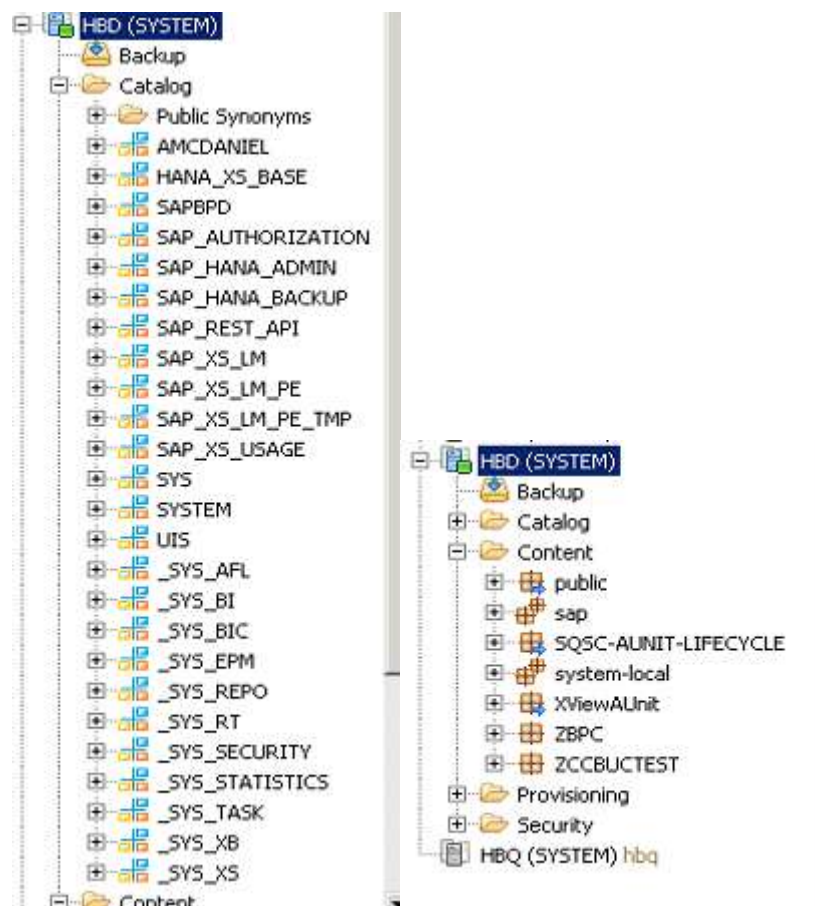 HBD (SYSTEM)
Backup
Catalog
Public Synonyms
AMCDANIEL
HANA_XS_BASE
SAPBPD
SAP_AUTHORIZATION
SAP_HANA_ADMIN
SAP_HANA_BACKUP
SAP_REST_API
SAP_XS_LM
SAP_XS_LM_PE
SAP_XS_LM_PE_TMP
SAP_XS_USAGE
SYS
SYSTEM
UIS
_SYS_AFL
_SYS_BI
_SYS_BIC
_SYS_EPM
_SYS_REPO
_SYS_RT
_SYS_SECURITY
_SYS_STATISTICS
_SYS_TASK
_SYS_XB
_SYS_XS
Content
HBD (SYSTEM)
Backup
Catalog
Content
public
sap
SQSC-AUNIT-LIFECYCLE
system-local
XViewAUnit
ZBPC
ZCCBUCTEST
Provisioning
Security
HBQ (SYSTEM) hbq